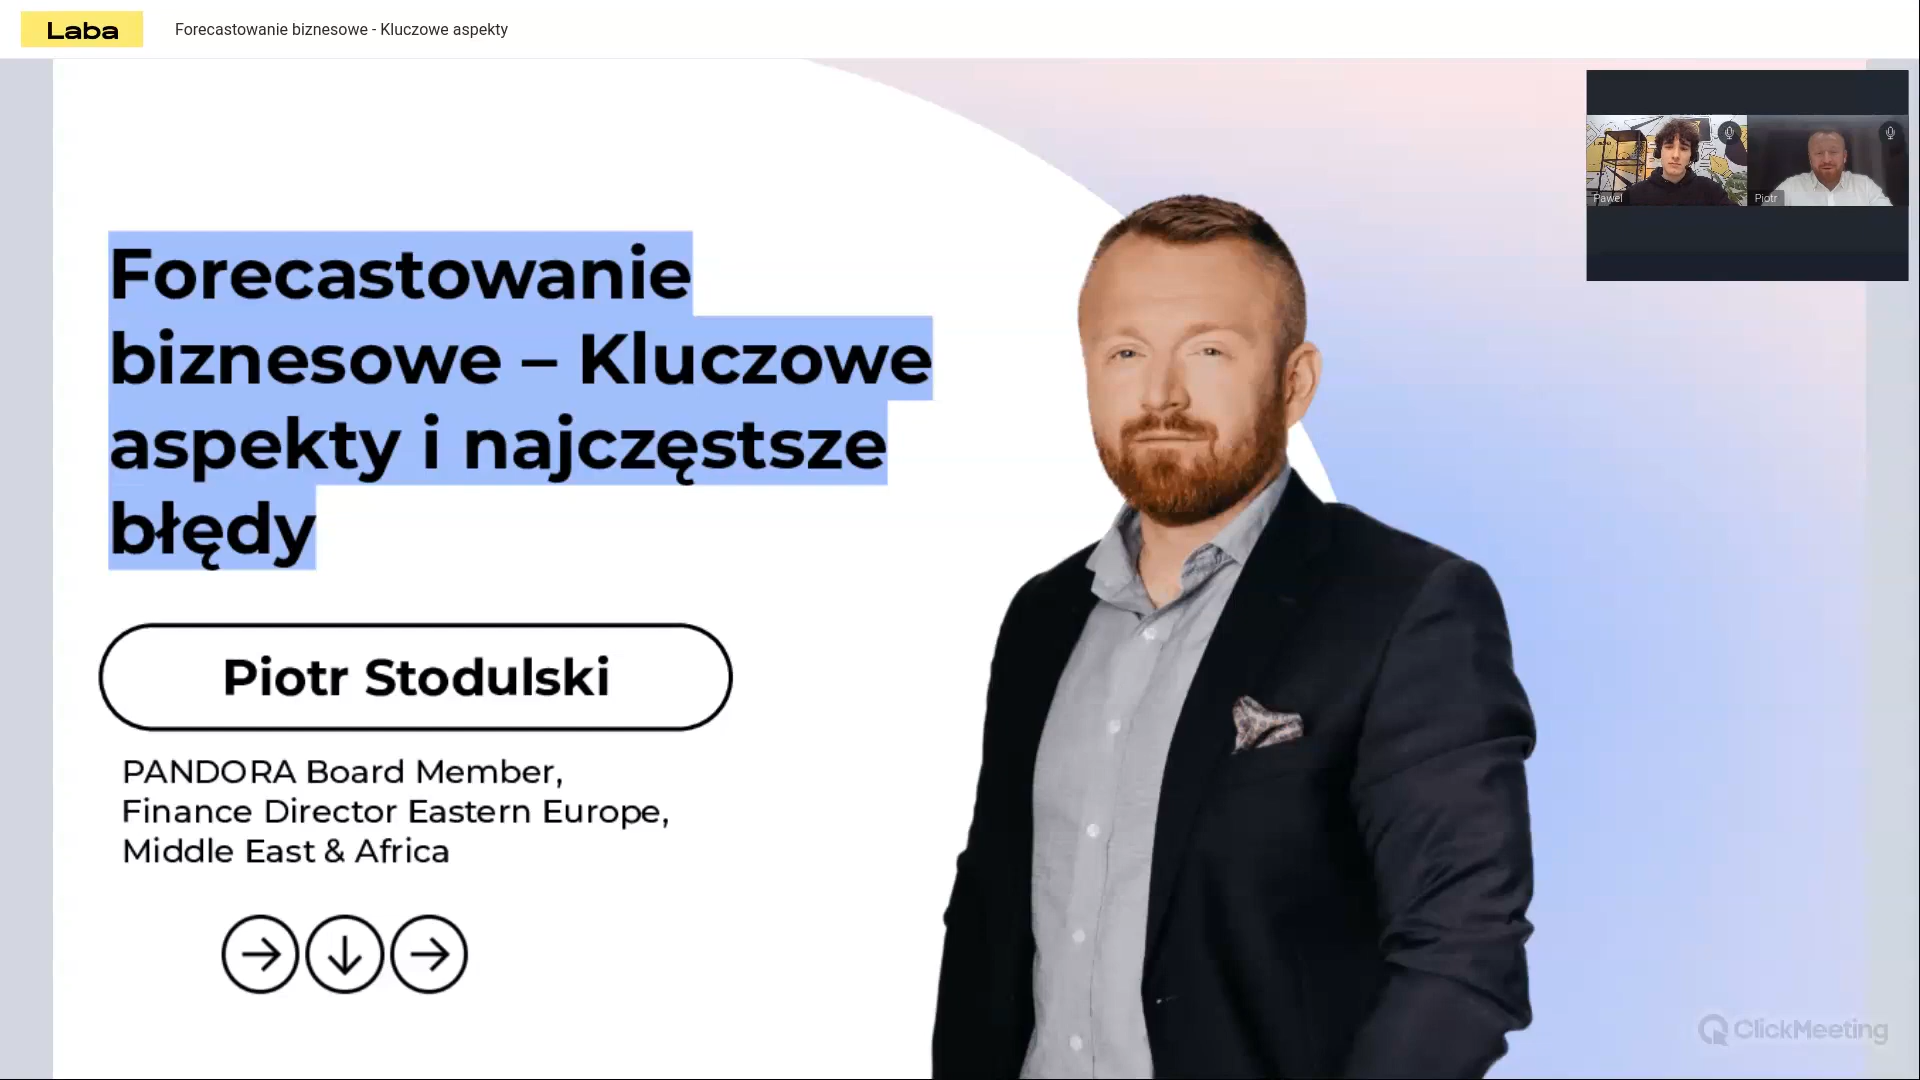 Laba
Forecastowanie biznesowe - Kluczowe aspekty
Pawel
Piotr
Forecastowanie
biznesowe – Kluczowe
aspekty i najczęstsze
błędy
Piotr Stodulski
PANDORA Board Member,
Finance Director Eastern Europe,
Middle East & Africa
ClickMeeting